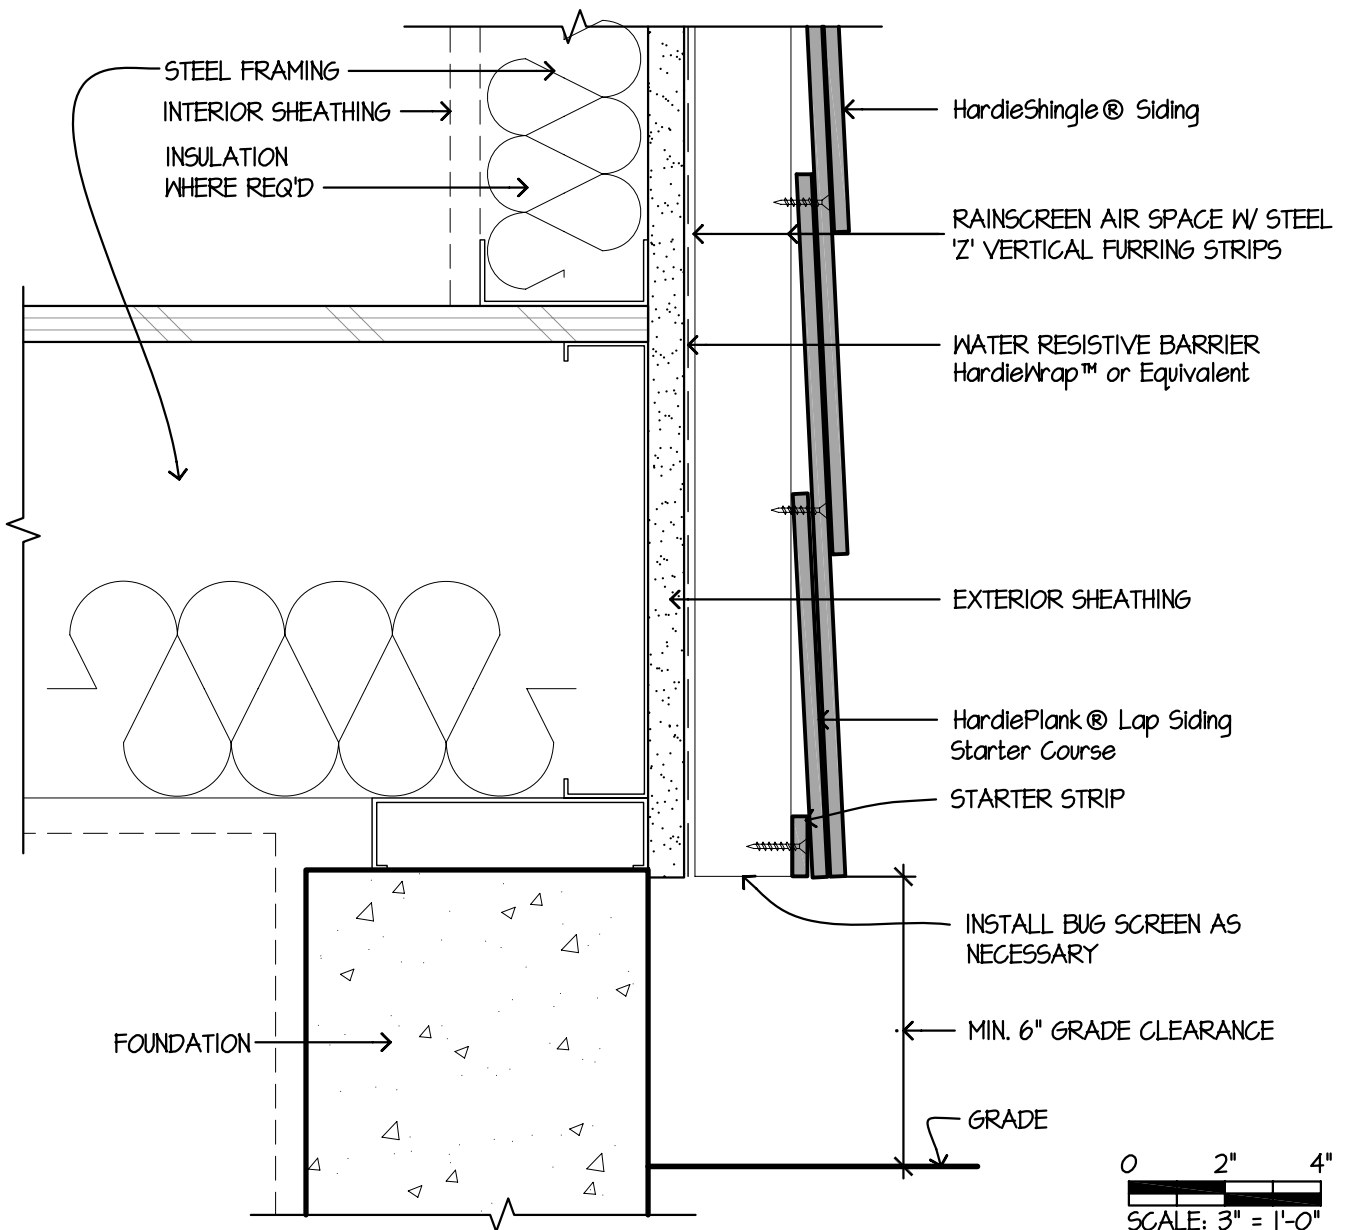 STEEL FRAMING
INTERIOR SHEATHING
INSULATION
WHERE REQ'D
HardieShingle® Siding
RAINSCREEN AIR SPACE W/ STEEL
'Z' VERTICAL FURRING STRIPS
WATER RESISTIVE BARRIER
HardieWrap™ or Equivalent
EXTERIOR SHEATHING
HardiePlank® Lap Siding
Starter Course
STARTER STRIP
INSTALL BUG SCREEN AS
NECESSARY
FOUNDATION
MIN. 6" GRADE CLEARANCE
GRADE
0 2" 4"
SCALE: 3" = 1'-0"